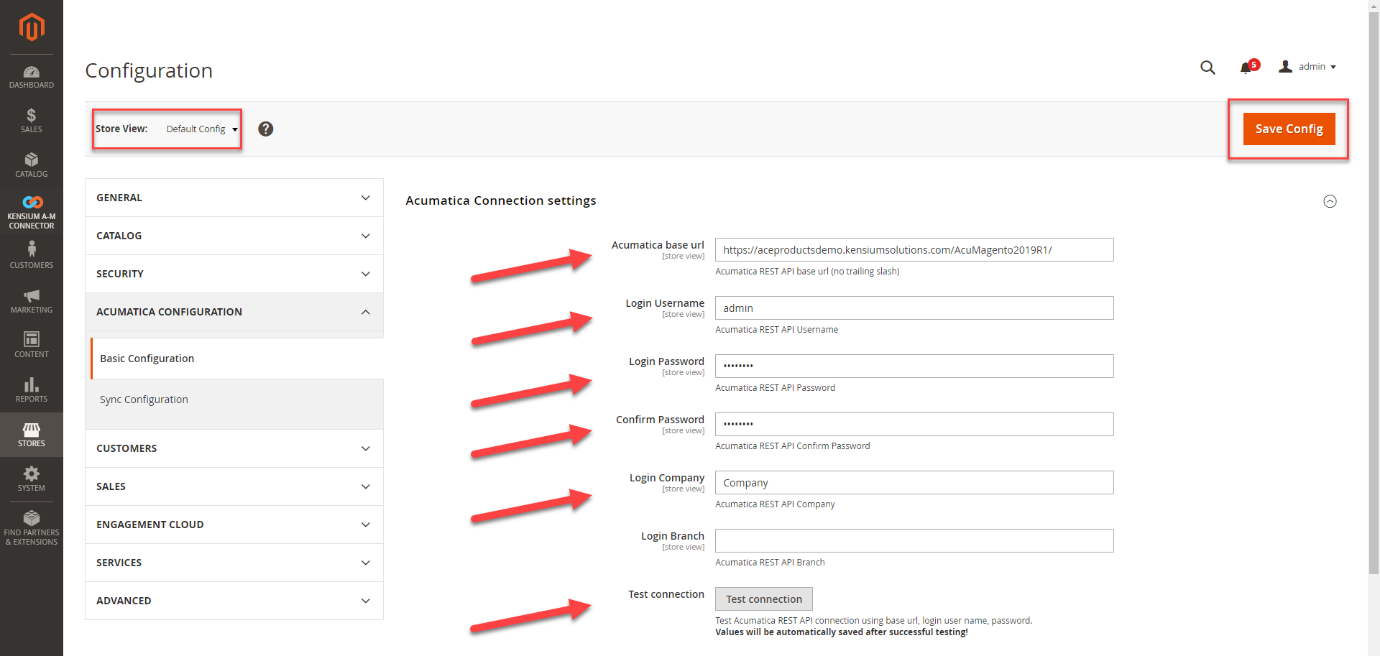 Configuration
5
admin
Store View: Default Config
?
Save Config
DASHBOARD
$
SALES
CATALOG
KENSIUM A-M
CONNECTOR
CUSTOMERS
MARKETING
CONTENT
REPORTS
STORES
SYSTEM
FIND PARTNERS
& EXTENSIONS
GENERAL
CATALOG
SECURITY
ACUMATICA CONFIGURATION
Basic Configuration
Sync Configuration
CUSTOMERS
SALES
ENGAGEMENT CLOUD
SERVICES
ADVANCED
Acumatica Connection settings
Acumatica base url
[store view]
https://aceproductsdemo.kensiumsolutions.com/AcuMagento2019R1/
Acumatica REST API base url (no trailing slash)
Login Username
[store view]
admin
Acumatica REST API Username
Login Password
[store view]
••••••••
Acumatica REST API Password
Confirm Password
[store view]
••••••••
Acumatica REST API Confirm Password
Login Company
[store view]
Company
Acumatica REST API Company
Login Branch
[store view]
Acumatica REST API Branch
Test connection
Test connection
Test Acumatica REST API connection using base url, login user name, password.
Values will be automatically saved after successful testing!